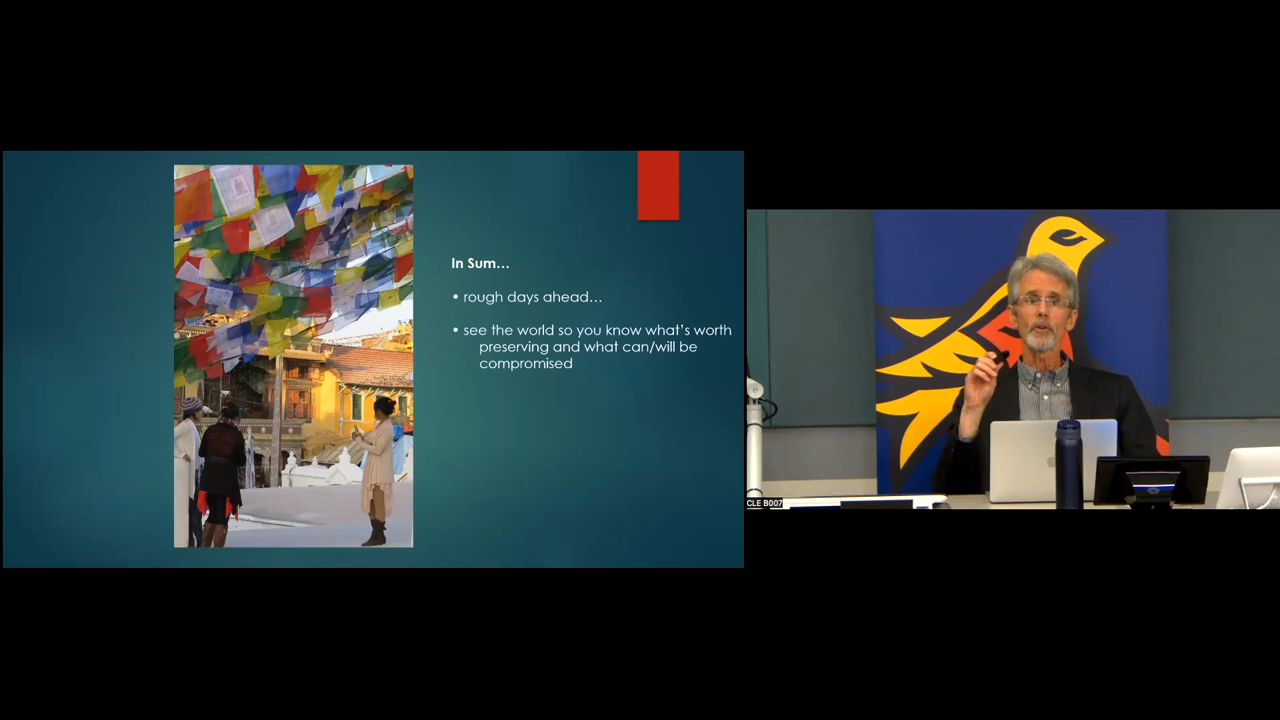 In Sum…
• rough days ahead…
• see the world so you know what's worth
preserving and what can/will be
compromised
CLE B007